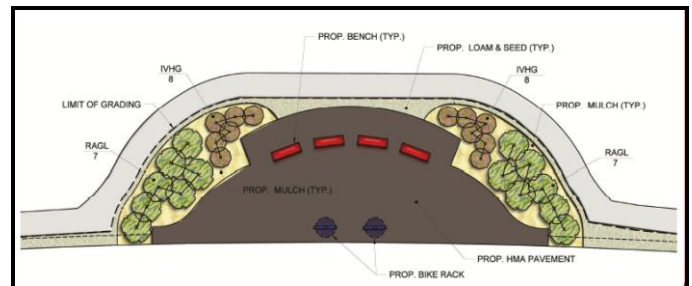 PROP. BENCH (TYP.)
PROP. LOAM & SEED (TYP.)
IVHG
8
IVHG
8
LIMIT OF GRADING
PROP. MULCH (TYP.)
RAGL
7
RAGL
7
PROP. MULCH (TYP.)
PROP. HMA PAVEMENT
PROP. BIKE RACK